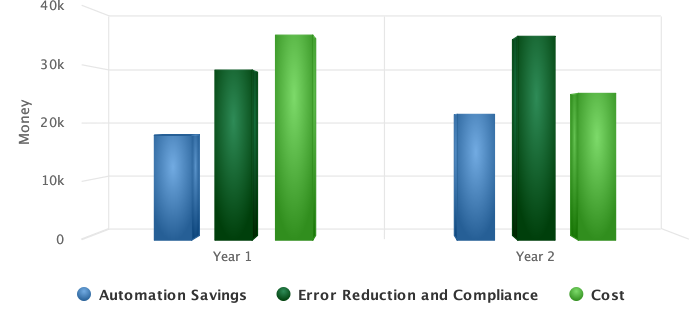 40k
30k
20k
10k
0
Money
Year 1
Year 2
Automation Savings
Error Reduction and Compliance
Cost